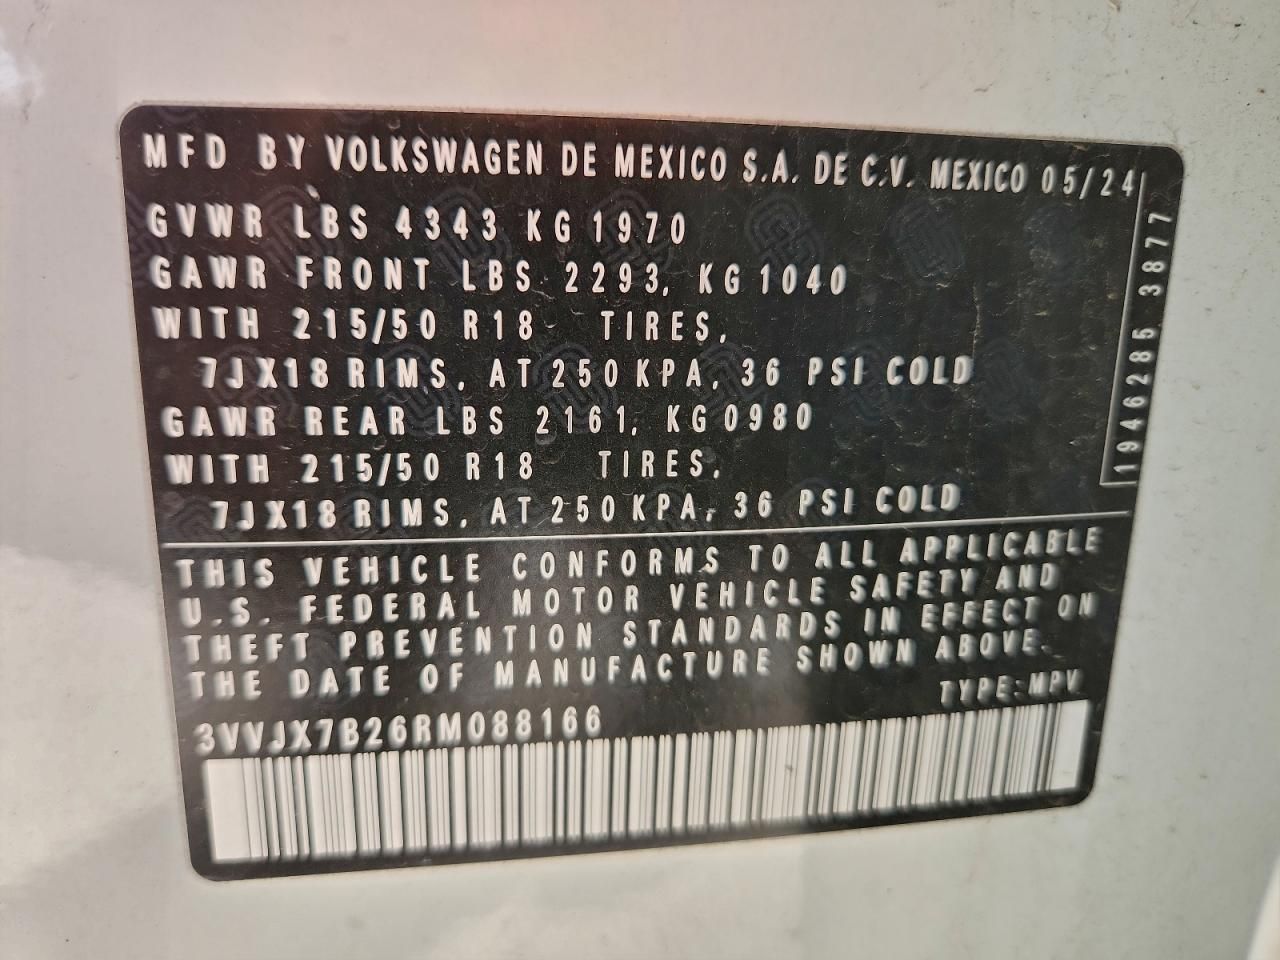 MFD BY VOLKSWAGEN DE MEXICO S.A. DE C.V. MEXICO 05/24
GVWR LBS 4343 KG 1970
GAWR FRONT LBS 2293, KG 1040
WITH 215/50 R18 TIRES,
7JX18 RIMS, AT 250 KPA, 36 PSI COLD
GAWR REAR LBS 2161, KG 0980
WITH 215/50 R18 TIRES,
7JX18 RIMS, AT 250 KPA, 36 PSI COLD
1946285 3877
THIS VEHICLE CONFORMS TO ALL APPLICABLE
U.S. FEDERAL MOTOR VEHICLE SAFETY AND
THEFT PREVENTION STANDARDS IN EFFECT ON
THE DATE OF MANUFACTURE SHOWN ABOVE.
3VVJX7B26RM088166 TYPE: MPV